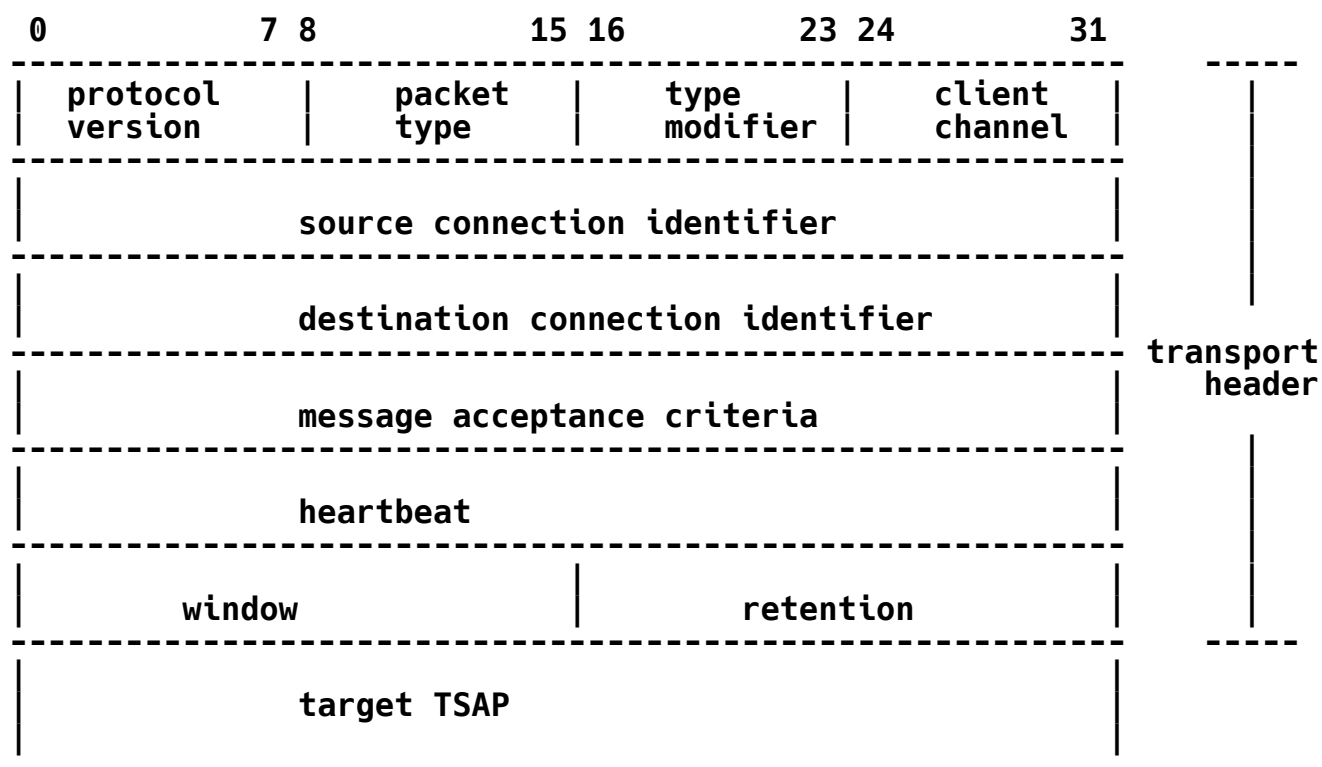 0 7 8 15 16 23 24 31
protocol packet type client
version type modifier channel
source connection identifier
destination connection identifier
transport
header
message acceptance criteria
heartbeat
window retention
target TSAP